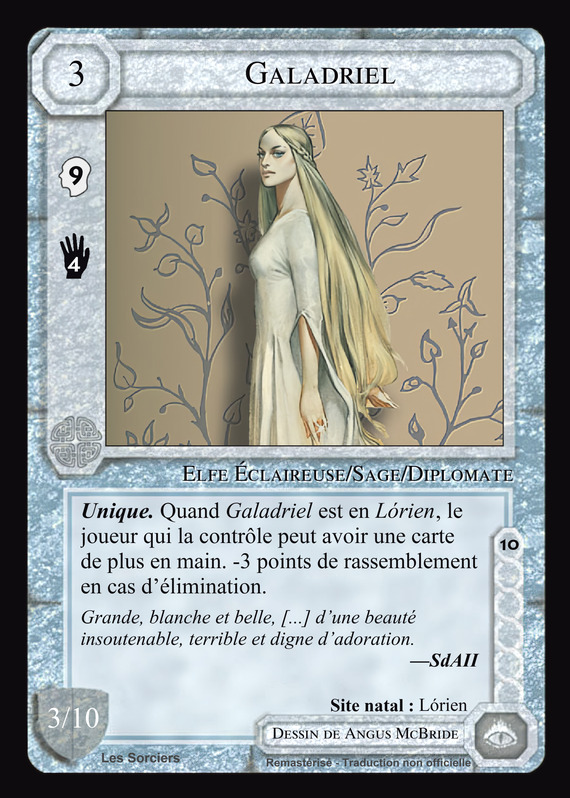 3
Galadriel
9
4
Elfe Éclaireuse/Sage/Diplomate
Unique. Quand Galadriel est en Lórien, le
joueur qui la contrôle peut avoir une carte
de plus en main. -3 points de rassemblement
en cas d’élimination.
10
Grande, blanche et belle, [...] d’une beauté
insoutenable, terrible et digne d’adoration.
—SdAII
Site natal : Lórien
3/10
Dessin de Angus McBride
Les Sorciers
Remastérisé - Traduction non officielle